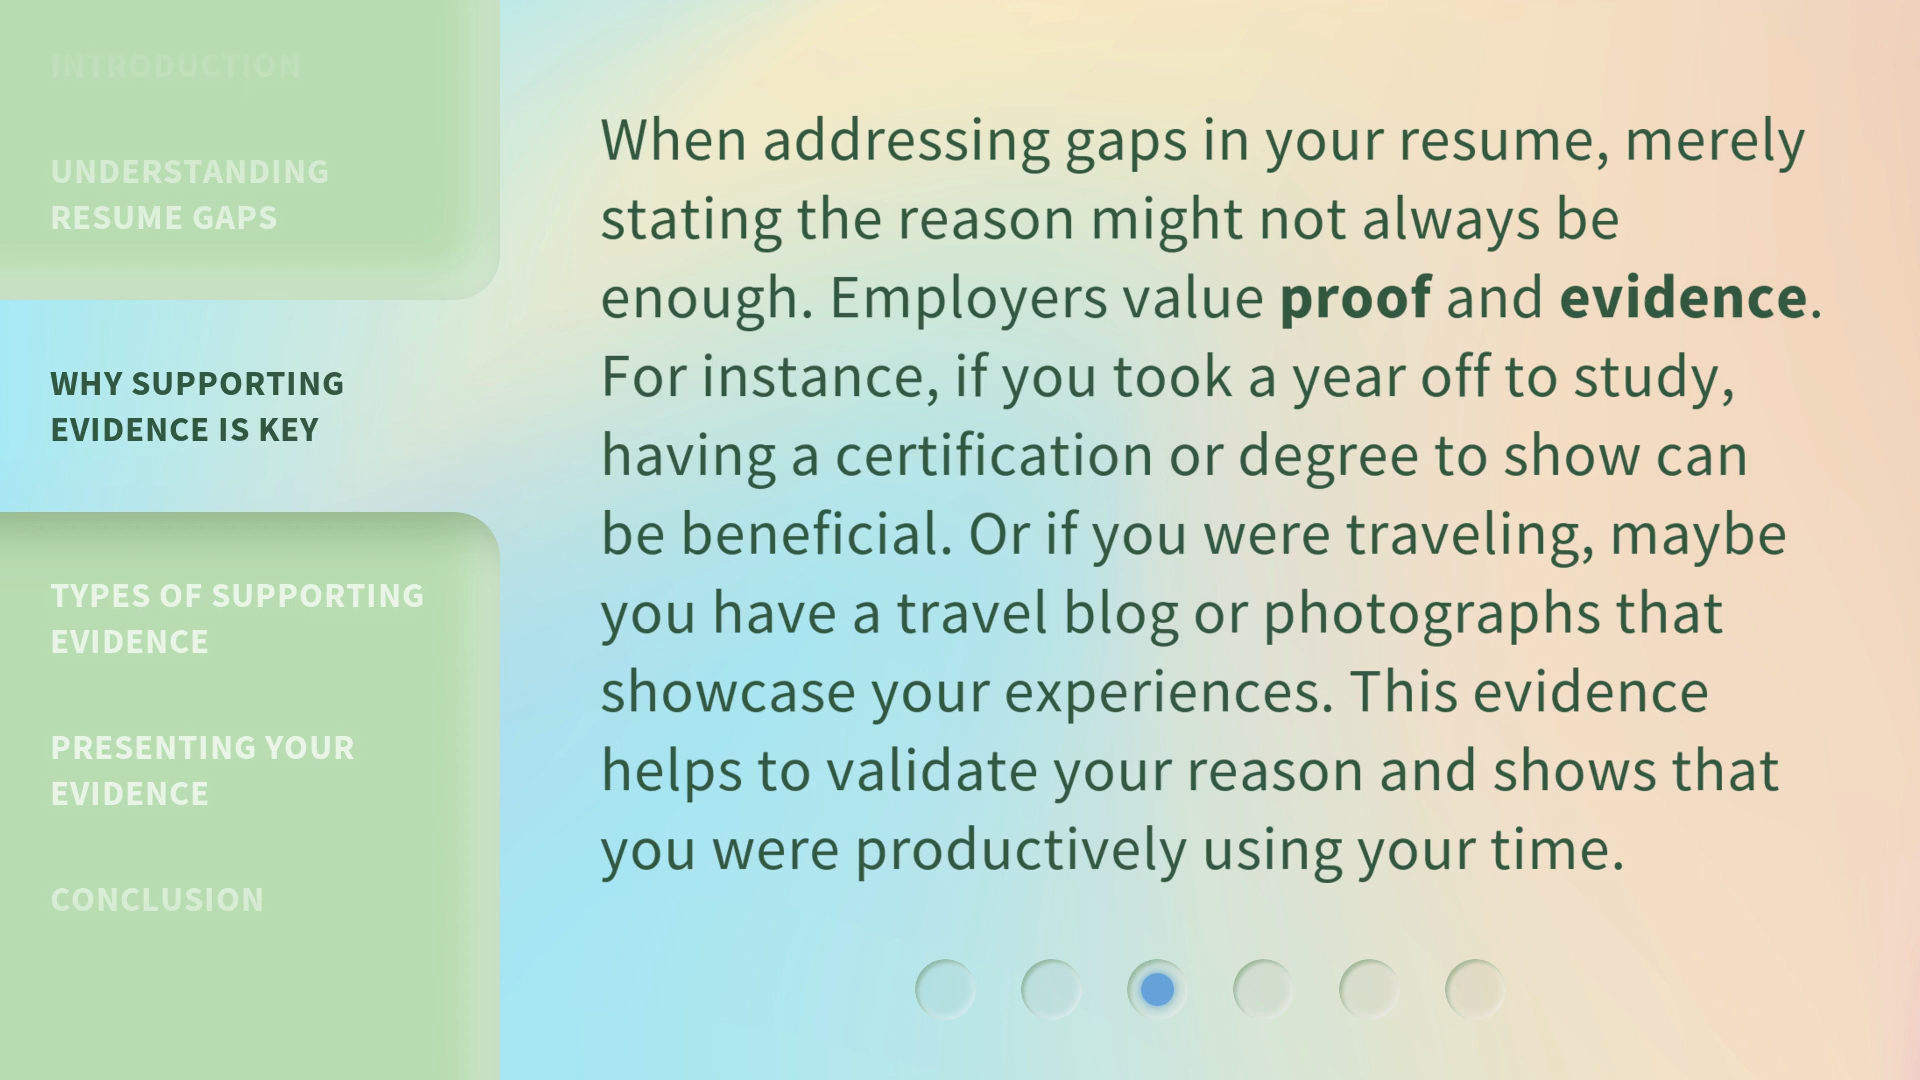 INTRODUCTION
UNDERSTANDING
RESUME GAPS
WHY SUPPORTING
EVIDENCE IS KEY
TYPES OF SUPPORTING
EVIDENCE
PRESENTING YOUR
EVIDENCE
CONCLUSION
When addressing gaps in your resume, merely
stating the reason might not always be
enough. Employers value proof and evidence.
For instance, if you took a year off to study,
having a certification or degree to show can
be beneficial. Or if you were traveling, maybe
you have a travel blog or photographs that
showcase your experiences. This evidence
helps to validate your reason and shows that
you were productively using your time.